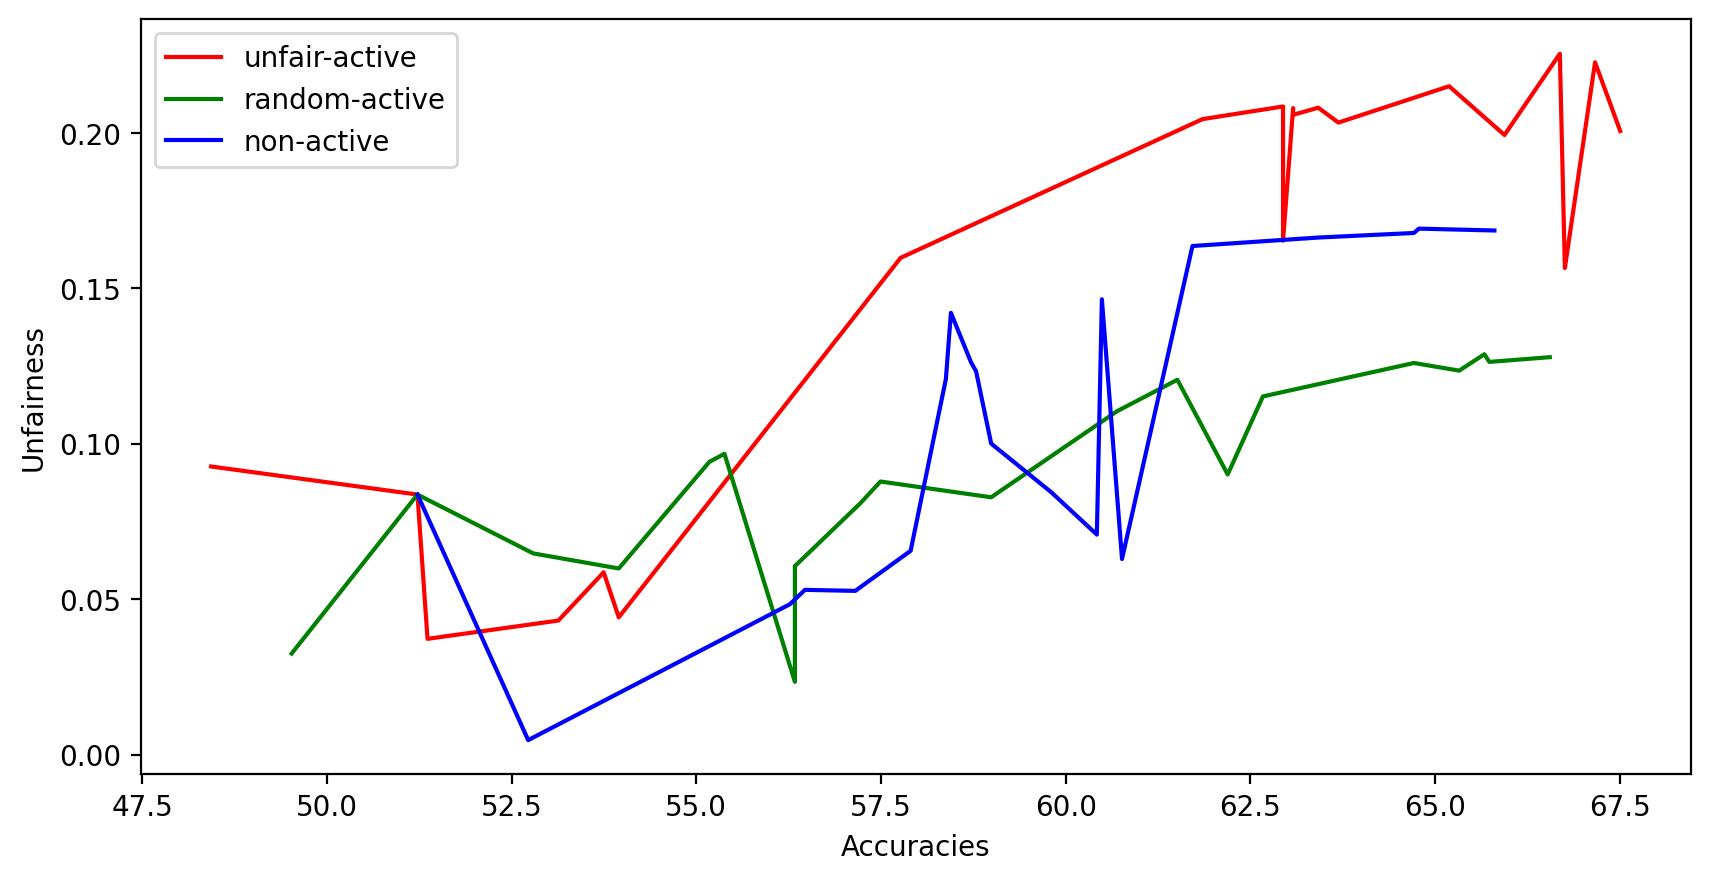 unfair-active
random-active
non-active
0.20
0.15
0.10
0.05
0.00
Unfairness
47.5 50.0 52.5 55.0 57.5 60.0 62.5 65.0 67.5
Accuracies